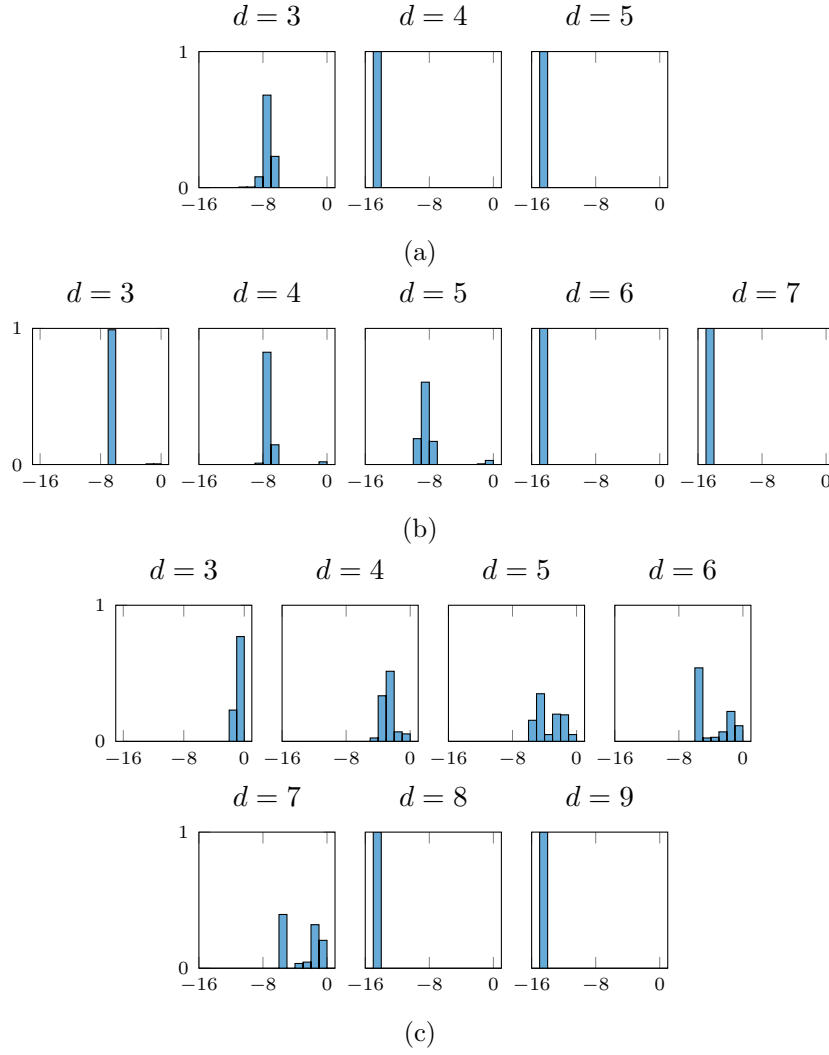 d = 3 d = 4 d = 5
1
0
−16 −8 0 −16 −8 0 −16 −8 0
(a)
d = 3 d = 4 d = 5 d = 6 d = 7
1
0
−16 −8 0 −16 −8 0 −16 −8 0 −16 −8 0 −16 −8 0
(b)
d = 3 d = 4 d = 5 d = 6
1
0
−16 −8 0 −16 −8 0 −16 −8 0 −16 −8 0
d = 7 d = 8 d = 9
1
0
−16 −8 0 −16 −8 0 −16 −8 0
(c)